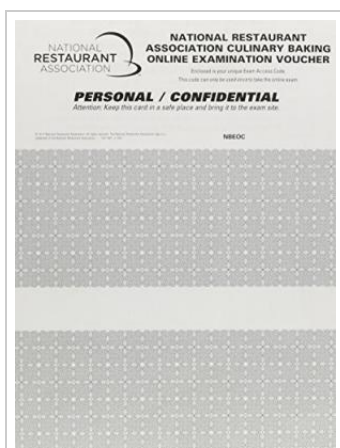 NATIONAL
RESTAURANT
ASSOCIATION
NATIONAL RESTAURANT
ASSOCIATION CULINARY BAKING
ONLINE EXAMINATION VOUCHER
Enclosed is your unique Exam Access Code.
This code can only be used once to take the online exam.
PERSONAL / CONFIDENTIAL
Attention: Keep this card in a safe place and bring it to the exam site.
NBEOC